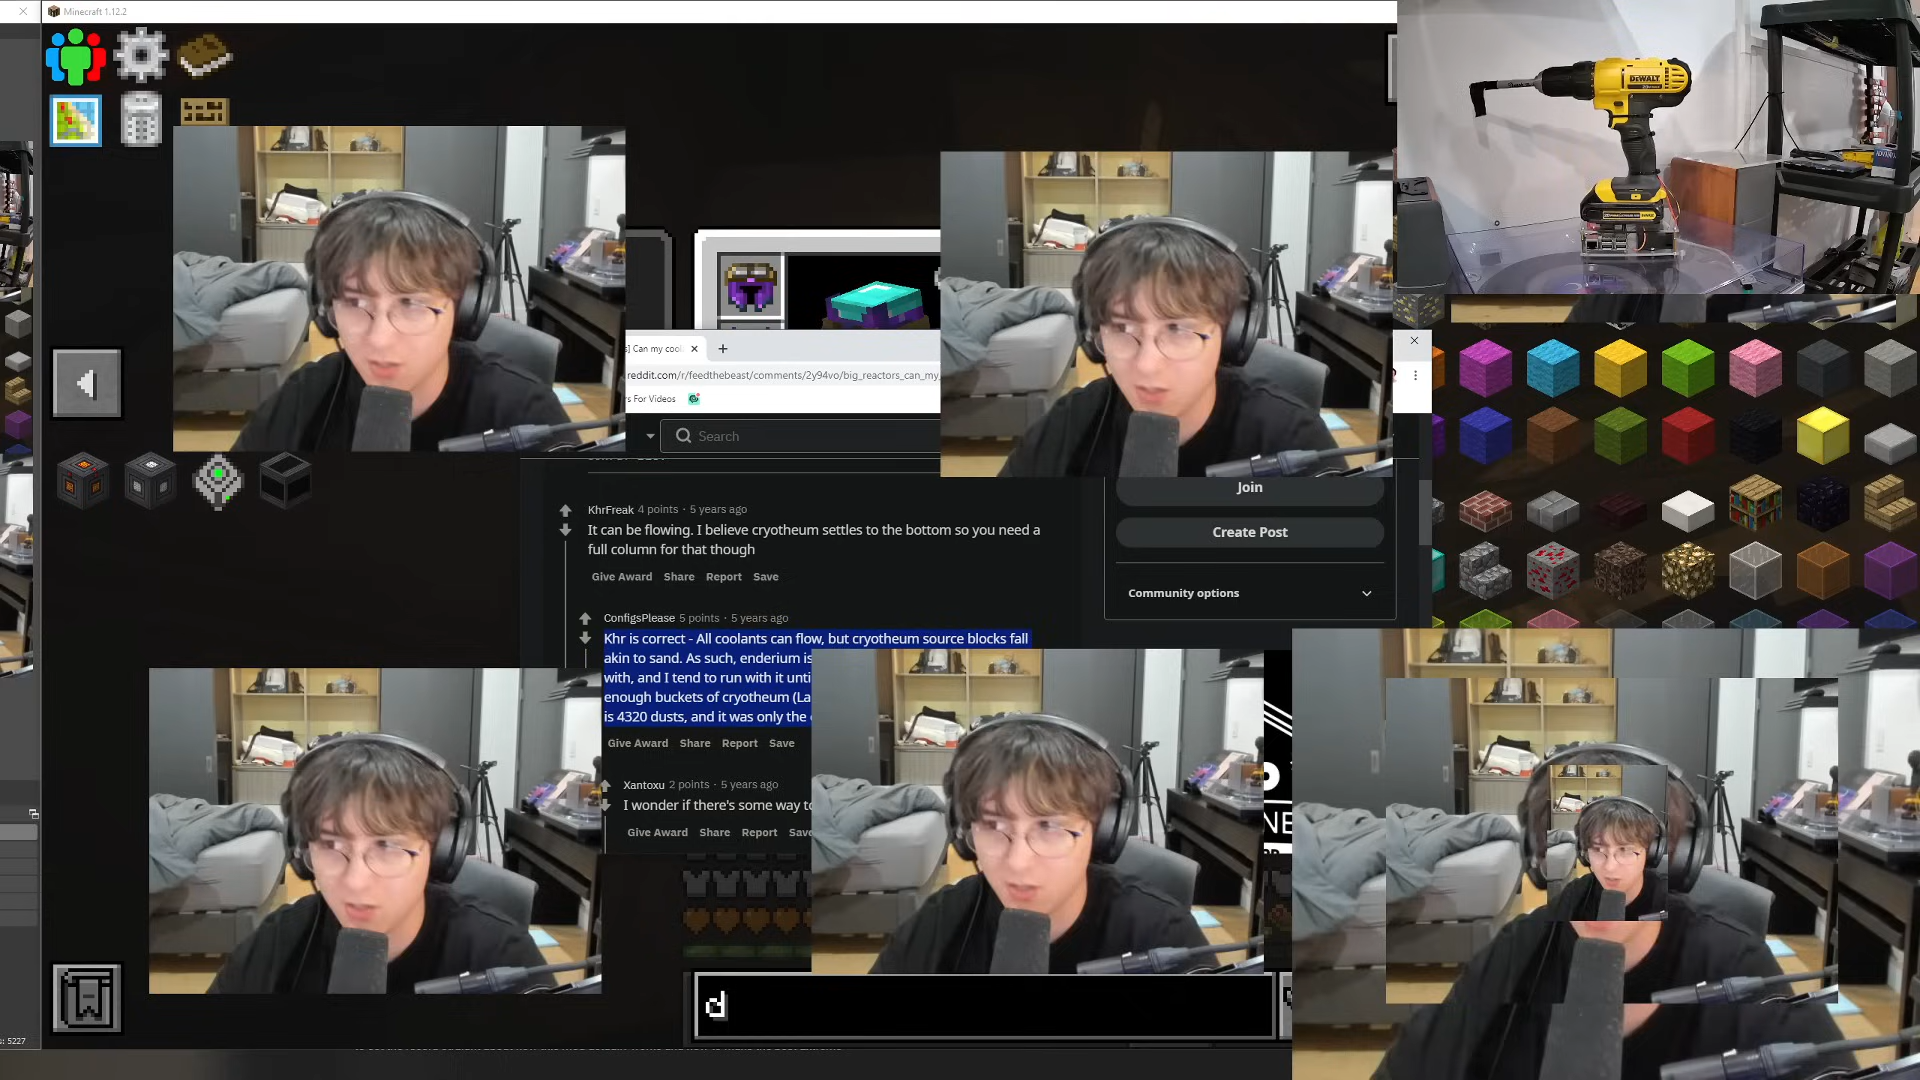 Minecraft 1.12.2
DEWALT
s] Can my cool
reddit.com/r/feedthebeast/comments/2y94vo/big_reactors_can_my_
rs For Videos
Search
Join
Create Post
Community options
KhrFreak 4 points · 5 years ago
It can be flowing. I believe cryotheum settles to the bottom so you need a
full column for that though
Give Award Share Report Save
ConfigsPlease 5 points · 5 years ago
Khr is correct - All coolants can flow, but cryotheum source blocks fall
akin to sand. As such, enderium is
with, and I tend to run with it unti
enough buckets of cryotheum (La
is 4320 dusts, and it was only the
Give Award Share Report Save
Xantoxu 2 points · 5 years ago
I wonder if there's some way to
Give Award Share Report Save
d
s: 5227